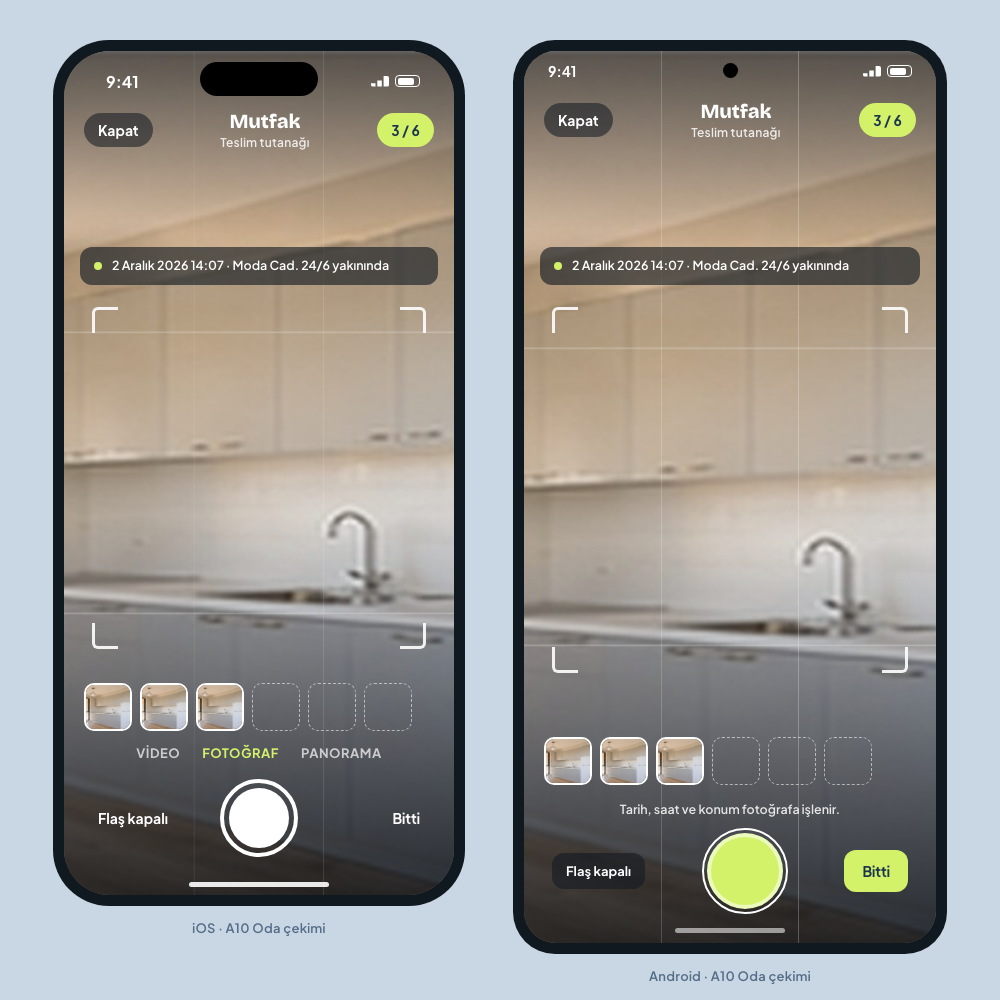 9:41
Kapat
Mutfak
Teslim tutanağı
3 / 6
2 Aralık 2026 14:07 · Moda Cad. 24/6 yakınında
VİDEO FOTOĞRAF PANORAMA
Flaş kapalı
Bitti
iOS · A10 Oda çekimi
9:41
Kapat
Mutfak
Teslim tutanağı
3 / 6
2 Aralık 2026 14:07 · Moda Cad. 24/6 yakınında
Tarih, saat ve konum fotoğrafa işlenir.
Flaş kapalı
Bitti
Android · A10 Oda çekimi